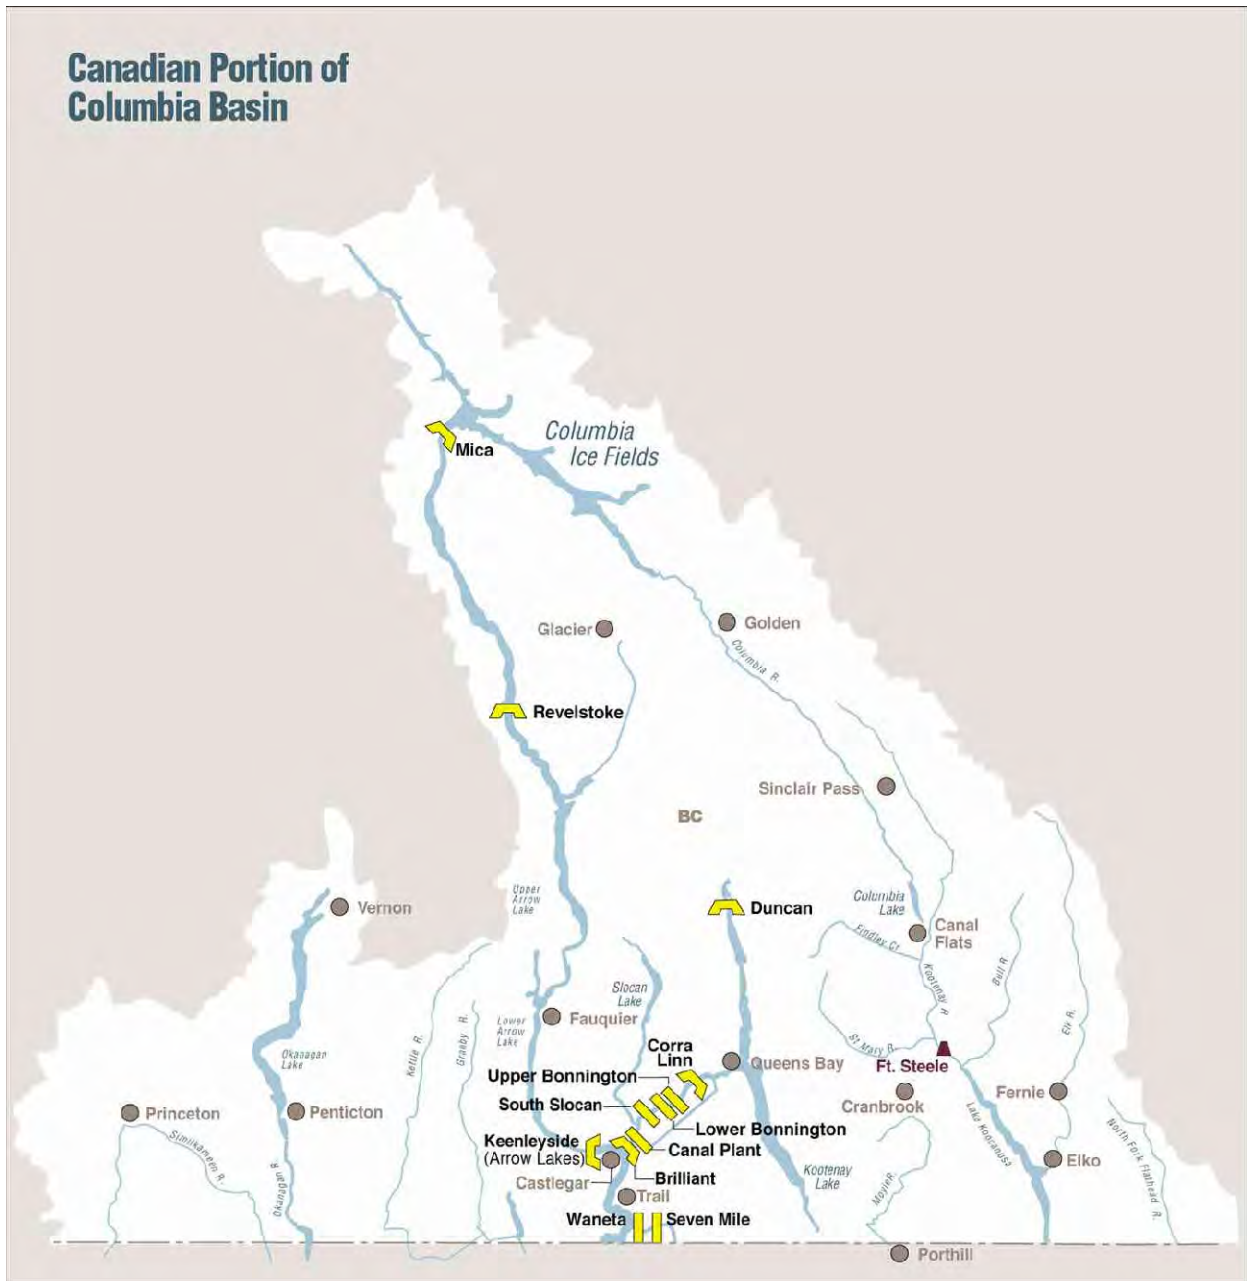 Canadian Portion of
Columbia Basin
Columbia
Ice Fields
Mica
Glacier
Golden
Columbia R.
Revelstoke
Sinclair Pass
BC
Upper
Arrow
Lake
Vernon
Duncan
Columbia
Lake
Canal
Flats
Findley Cr.
Kootenay R.
Bull R.
Elk R.
Slocan
Lake
Fauquier
Lower
Arrow
Lake
Kettle R.
Granby R.
Okanagan
Lake
Corra
Linn
Queens Bay
St Mary R.
Ft. Steele
Upper Bonnington
South Slocan
Lower Bonnington
Canal Plant
Keenleyside
(Arrow Lakes)
Castlegar
Brilliant
Trail
Waneta
Seven Mile
Cranbrook
Fernie
Princeton
Penticton
Similkameen R.
Okanagan R.
Lake Koocanusa
Elko
North Fork Flathead R.
Kootenay
Lake
Moyie R.
Porthill